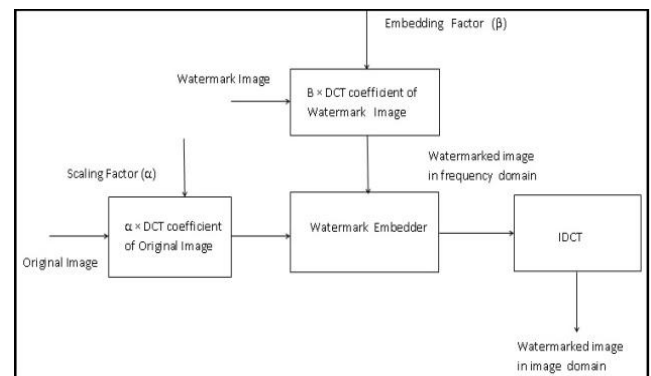 Embedding Factor (β)
Watermark Image
B × DCT coefficient of
Watermark Image
Scaling Factor (α)
Watermarked image
in frequency domain
α × DCT coefficient
of Original Image
Watermark Embedder
IDCT
Original Image
Watermarked image
in image domain